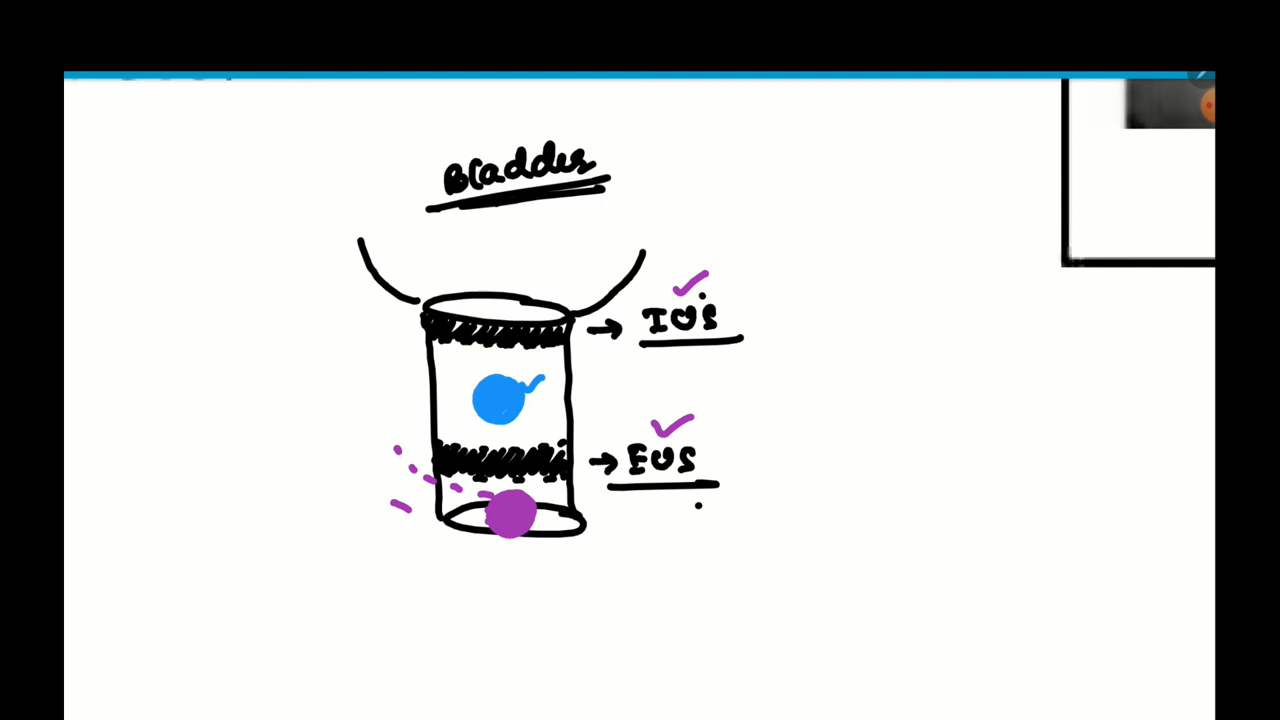 Bladder
→ IUS
→ EUS